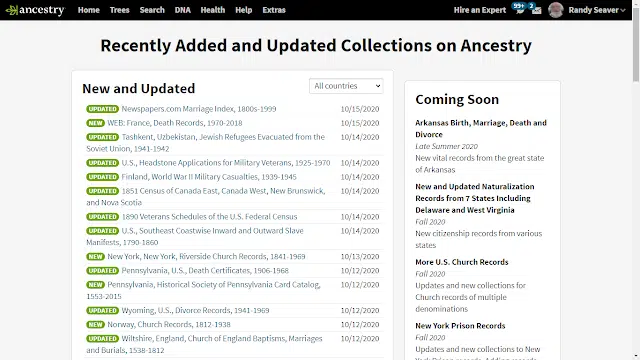 ancestry Home Trees Search DNA Health Help Extras Hire an Expert 99+ 2 Randy Seaver
Recently Added and Updated Collections on Ancestry
New and Updated
All countries
UPDATED Newspapers.com Marriage Index, 1800s-1999 10/15/2020
NEW WEB: France, Death Records, 1970-2018 10/15/2020
UPDATED Tashkent, Uzbekistan, Jewish Refugees Evacuated from the 10/14/2020
Soviet Union, 1941-1942
UPDATED U.S., Headstone Applications for Military Veterans, 1925-1970 10/14/2020
UPDATED Finland, World War II Military Casualties, 1939-1945 10/14/2020
UPDATED 1851 Census of Canada East, Canada West, New Brunswick, 10/14/2020
and Nova Scotia
UPDATED 1890 Veterans Schedules of the U.S. Federal Census 10/14/2020
UPDATED U.S., Southeast Coastwise Inward and Outward Slave 10/14/2020
Manifests, 1790-1860
NEW New York, New York, Riverside Church Records, 1841-1969 10/13/2020
UPDATED Pennsylvania, U.S., Death Certificates, 1906-1968 10/12/2020
NEW Pennsylvania, Historical Society of Pennsylvania Card Catalog, 10/12/2020
1553-2015
UPDATED Wyoming, U.S., Divorce Records, 1941-1969 10/12/2020
NEW Norway, Church Records, 1812-1938 10/12/2020
UPDATED Wiltshire, England, Church of England Baptisms, Marriages 10/12/2020
and Burials, 1538-1812
Coming Soon
Arkansas Birth, Marriage, Death and
Divorce
Late Summer 2020
New vital records from the great state
of Arkansas
New and Updated Naturalization
Records from 7 States Including
Delaware and West Virginia
Fall 2020
New citizenship records from various
states
More U.S. Church Records
Fall 2020
Updates and new collections for
Church records of multiple
denominations
New York Prison Records
Fall 2020
Updates and new collections to New